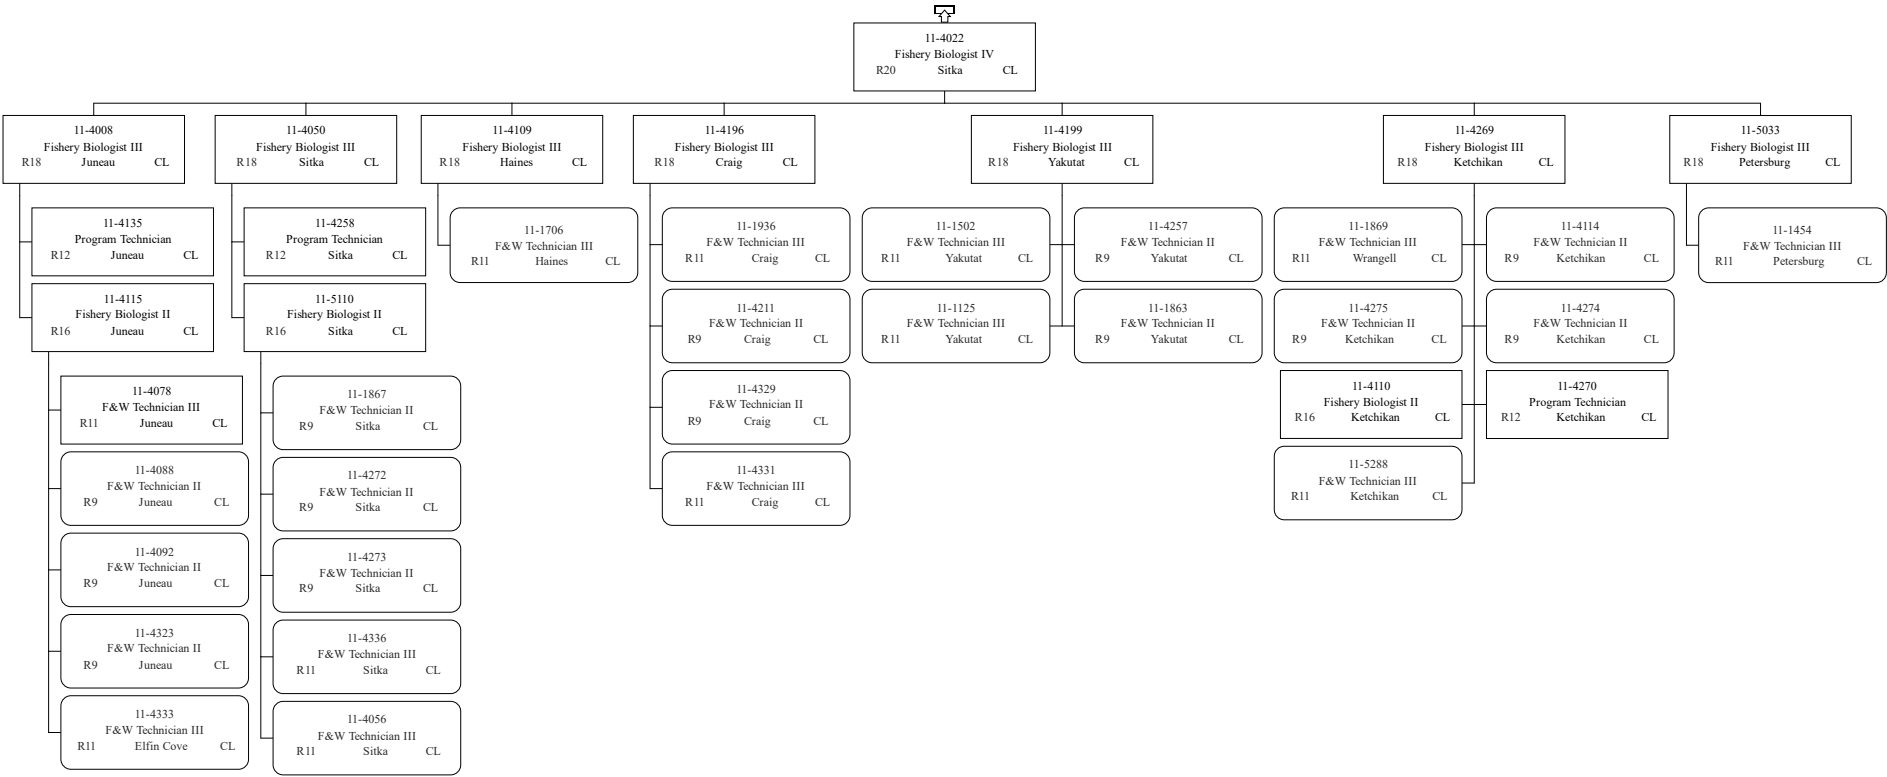 11-4022
Fishery Biologist IV
R20 Sitka CL
11-4008
Fishery Biologist III
R18 Juneau CL
11-4050
Fishery Biologist III
R18 Sitka CL
11-4109
Fishery Biologist III
R18 Haines CL
11-4196
Fishery Biologist III
R18 Craig CL
11-4199
Fishery Biologist III
R18 Yakutat CL
11-4269
Fishery Biologist III
R18 Ketchikan CL
11-5033
Fishery Biologist III
R18 Petersburg CL
11-4135
Program Technician
R12 Juneau CL
11-4115
Fishery Biologist II
R16 Juneau CL
11-4078
F&W Technician III
R11 Juneau CL
11-4088
F&W Technician II
R9 Juneau CL
11-4092
F&W Technician II
R9 Juneau CL
11-4323
F&W Technician II
R9 Juneau CL
11-4333
F&W Technician III
R11 Elfin Cove CL
11-4258
Program Technician
R12 Sitka CL
11-5110
Fishery Biologist II
R16 Sitka CL
11-1867
F&W Technician II
R9 Sitka CL
11-4272
F&W Technician II
R9 Sitka CL
11-4273
F&W Technician II
R9 Sitka CL
11-4336
F&W Technician III
R11 Sitka CL
11-4056
F&W Technician III
R11 Sitka CL
11-1706
F&W Technician III
R11 Haines CL
11-1936
F&W Technician III
R11 Craig CL
11-4211
F&W Technician II
R9 Craig CL
11-4329
F&W Technician II
R9 Craig CL
11-4331
F&W Technician III
R11 Craig CL
11-1502
F&W Technician III
R11 Yakutat CL
11-4257
F&W Technician II
R9 Yakutat CL
11-1125
F&W Technician III
R11 Yakutat CL
11-1863
F&W Technician II
R9 Yakutat CL
11-1869
F&W Technician III
R11 Wrangell CL
11-4114
F&W Technician II
R9 Ketchikan CL
11-4275
F&W Technician II
R9 Ketchikan CL
11-4274
F&W Technician II
R9 Ketchikan CL
11-4110
Fishery Biologist II
R16 Ketchikan CL
11-4270
Program Technician
R12 Ketchikan CL
11-5288
F&W Technician III
R11 Ketchikan CL
11-1454
F&W Technician III
R11 Petersburg CL